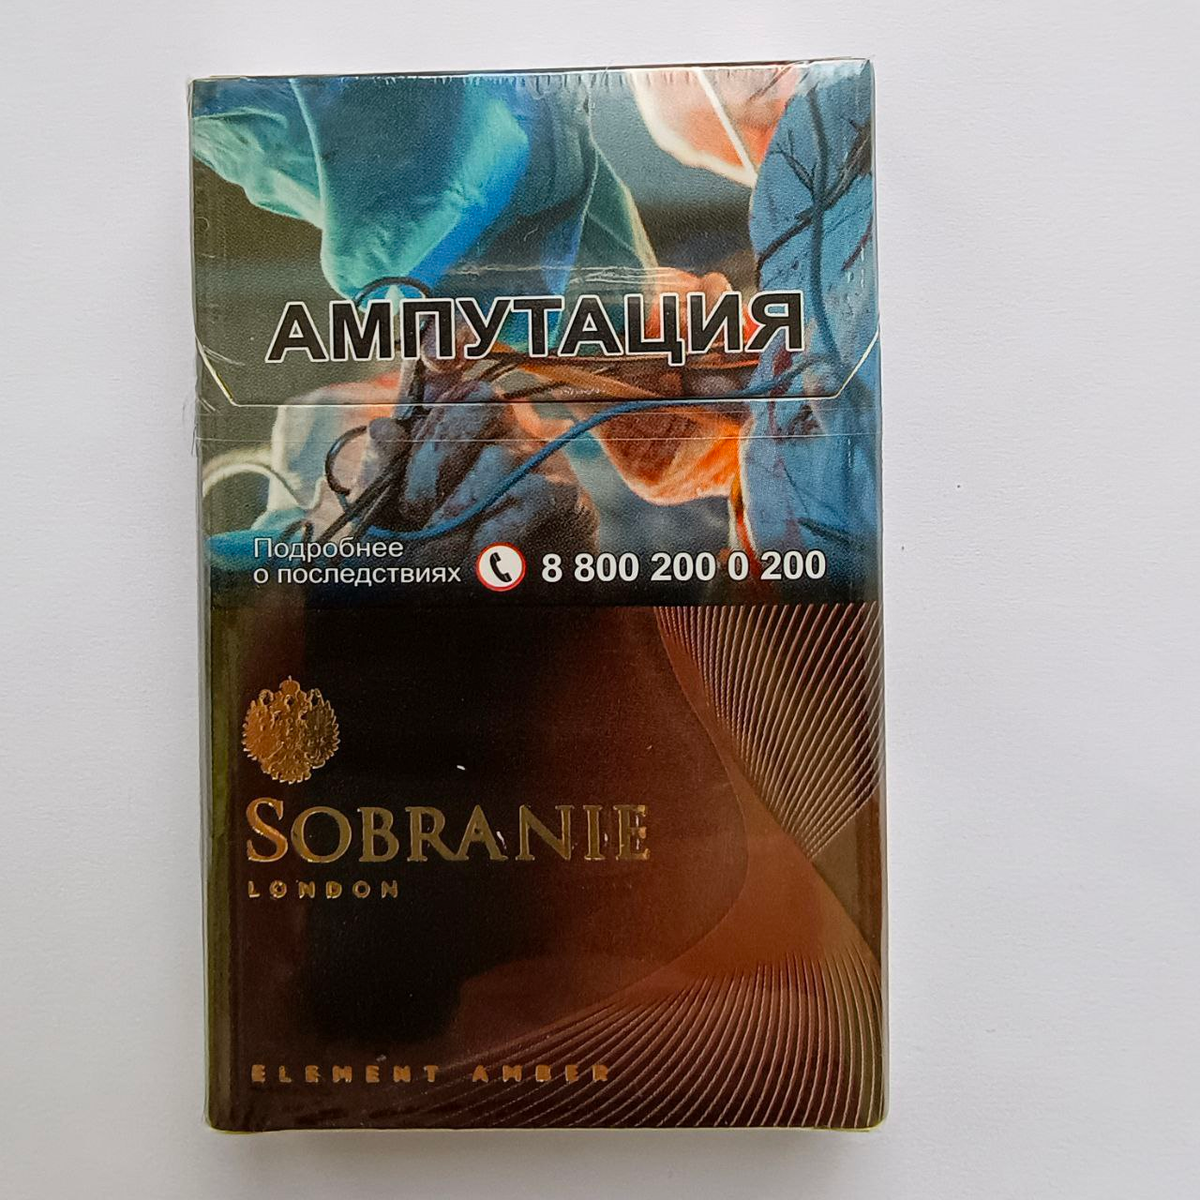 АМПУТАЦИЯ
Подробнее
о последствиях 8 800 200 0 200
SOBRANIE
LONDON
ELEMENT AMBER